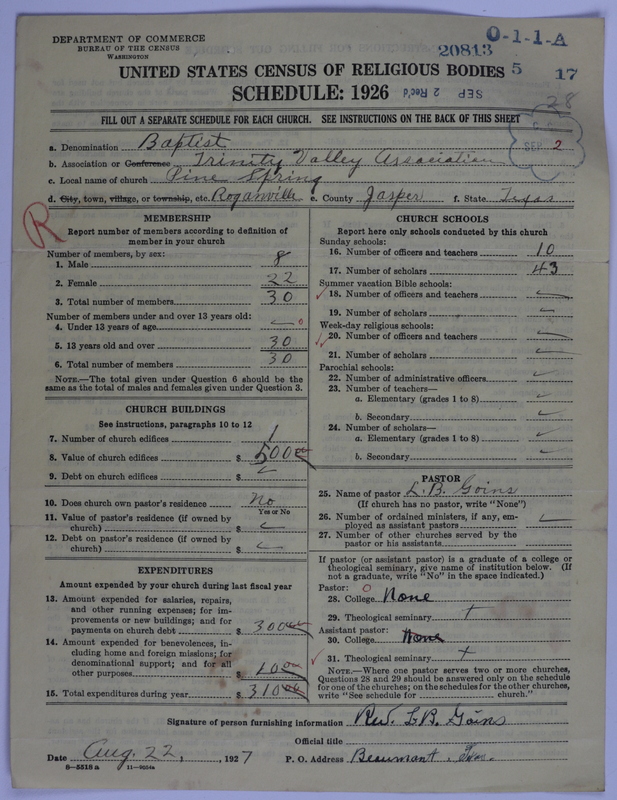 DEPARTMENT OF COMMERCE
BUREAU OF THE CENSUS
WASHINGTON
O-1-1-A
20813
5 17
UNITED STATES CENSUS OF RELIGIOUS BODIES
SCHEDULE: 1926
SEP 2 Rec'd
28
FILL OUT A SEPARATE SCHEDULE FOR EACH CHURCH. SEE INSTRUCTIONS ON THE BACK OF THIS SHEET
2
a. Denomination Baptist
b. Association or Conference Trinity Valley Association
c. Local name of church Pine Spring
d. City, town, village, or township, etc. Roganville e. County Jasper f. State Texas
R
MEMBERSHIP
Report number of members according to definition of
member in your church
Number of members, by sex:
1. Male 8
2. Female 22
3. Total number of members 30
Number of members under and over 13 years old:
4. Under 13 years of age 0
5. 13 years old and over 30
6. Total number of members 30
NOTE.—The total given under Question 6 should be the
same as the total of males and females given under Question 3.
CHURCH BUILDINGS
See instructions, paragraphs 10 to 12
7. Number of church edifices 1
8. Value of church edifices $ 500 00
9. Debt on church edifices $
10. Does church own pastor's residence No
Yes or No
11. Value of pastor's residence (if owned by
church) $
12. Debt on pastor's residence (if owned by
church) $
EXPENDITURES
Amount expended by your church during last fiscal year
13. Amount expended for salaries, repairs,
and other running expenses; for im-
provements or new buildings; and for
payments on church debt $ 300 00
14. Amount expended for benevolences, in-
cluding home and foreign missions; for
denominational support; and for all
other purposes $ 10 00
15. Total expenditures during year $ 310 00
CHURCH SCHOOLS
Report here only schools conducted by this church
Sunday schools:
16. Number of officers and teachers 10
17. Number of scholars 43
Summer vacation Bible schools:
18. Number of officers and teachers
19. Number of scholars
Week-day religious schools:
20. Number of officers and teachers
21. Number of scholars
Parochial schools:
22. Number of administrative officers
23. Number of teachers—
a. Elementary (grades 1 to 8)
b. Secondary
24. Number of scholars—
a. Elementary (grades 1 to 8)
b. Secondary
PASTOR
25. Name of pastor L. B. Goins
(If church has no pastor, write "None")
26. Number of ordained ministers, if any, em-
ployed as assistant pastors
27. Number of other churches served by the
pastor or his assistants
If pastor (or assistant pastor) is a graduate of a college or
theological seminary, give name of institution below. (If
not a graduate, write "No" in the space indicated.)
Pastor: O
28. College None
29. Theological seminary
Assistant pastor:
30. College None
31. Theological seminary
NOTE.—Where one pastor serves two or more churches,
Questions 28 and 29 should be answered only on the schedule
for one of the churches; on the schedules for the other churches,
write "See schedule for church."
Signature of person furnishing information Rev. L. B. Goins
Official title
Date Aug. 22, 1927 P. O. Address Beaumont, Tex.
8—5518 a 11—9054a